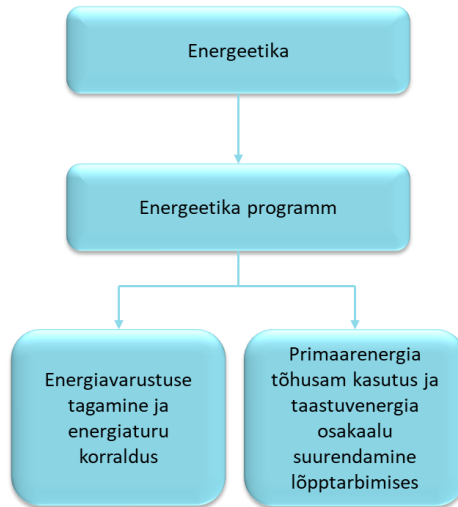 Energeetika
Energeetika programm
Energiavarustuse
tagamine ja
energiaturu
korraldus
Primaarenergia
tõhusam kasutus ja
taastuvenergia
osakaalu
suurendamine
lõpptarbimises